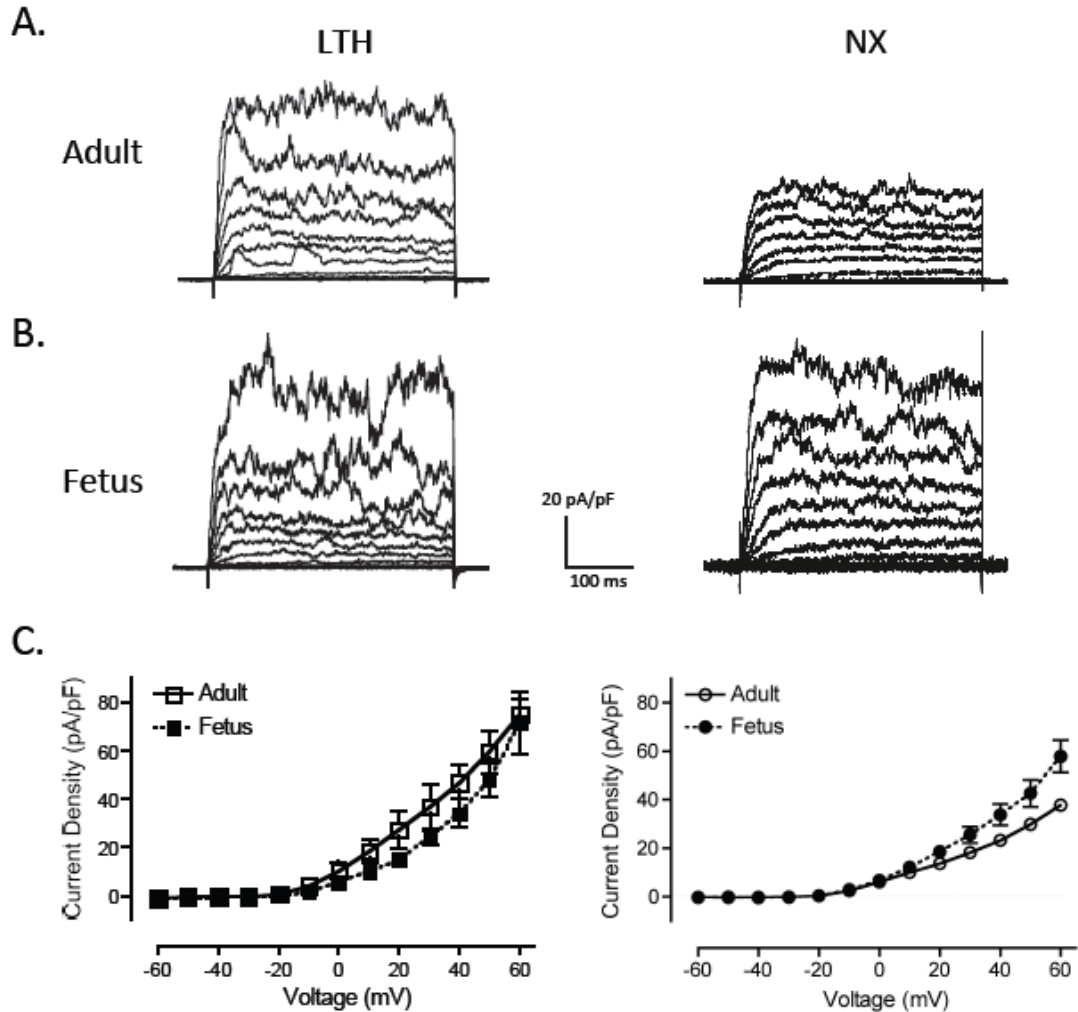 A.
LTH
NX
Adult
B.
Fetus
20 pA/pF
100 ms
C.
Current Density (pA/pF)
80
60
40
20
0
Adult
Fetus
-60 -40 -20 0 20 40 60
Voltage (mV)
Current Density (pA/pF)
80
60
40
20
0
Adult
Fetus
-60 -40 -20 0 20 40 60
Voltage (mV)